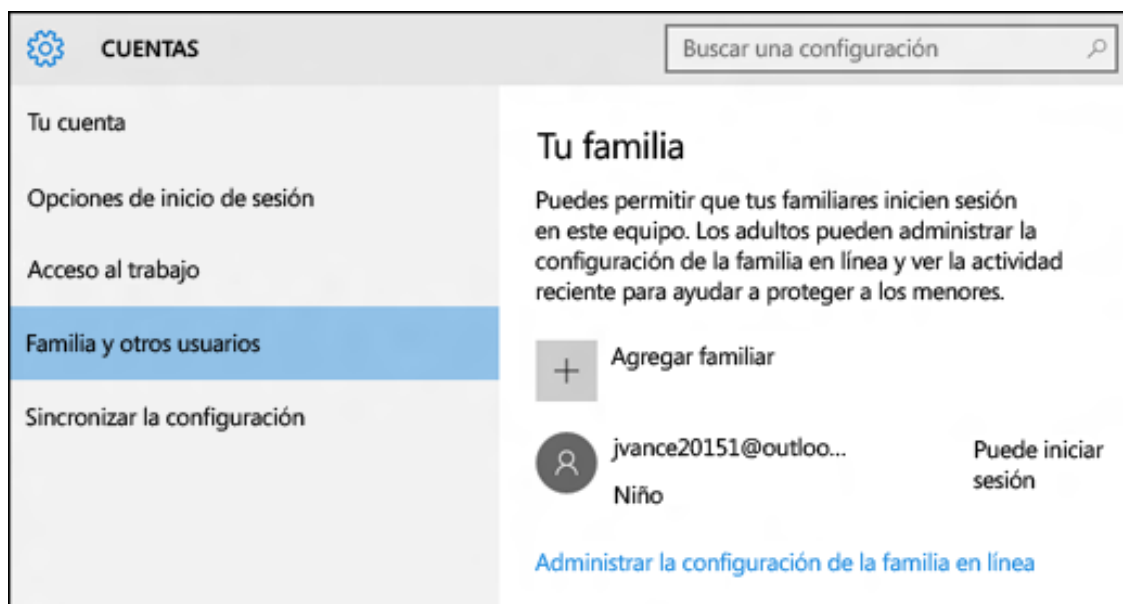 CUENTAS
Buscar una configuración
Tu cuenta
Opciones de inicio de sesión
Acceso al trabajo
Familia y otros usuarios
Sincronizar la configuración
Tu familia
Puedes permitir que tus familiares inicien sesión
en este equipo. Los adultos pueden administrar la
configuración de la familia en línea y ver la actividad
reciente para ayudar a proteger a los menores.
Agregar familiar
jvance20151@outloo...
Niño
Puede iniciar
sesión
Administrar la configuración de la familia en línea